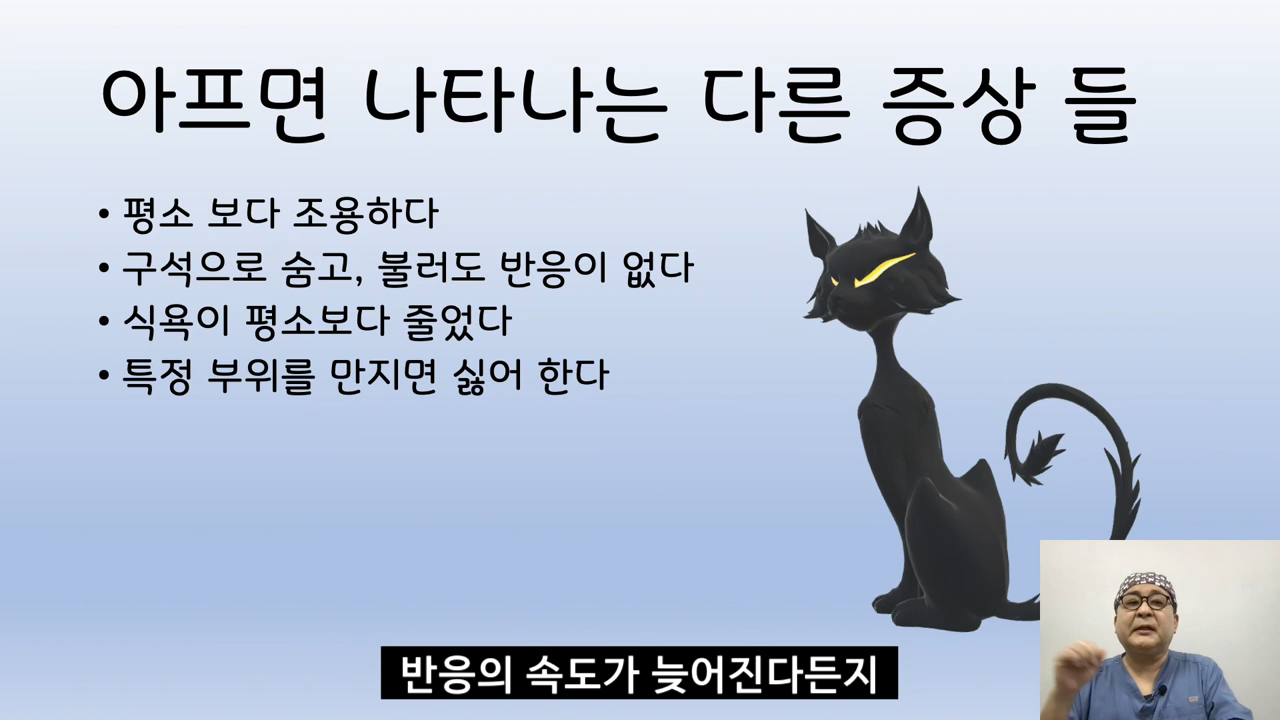 아프면 나타나는 다른 증상 들
• 평소 보다 조용하다
• 구석으로 숨고, 불러도 반응이 없다
• 식욕이 평소보다 줄었다
• 특정 부위를 만지면 싫어 한다
반응의 속도가 늦어진다든지